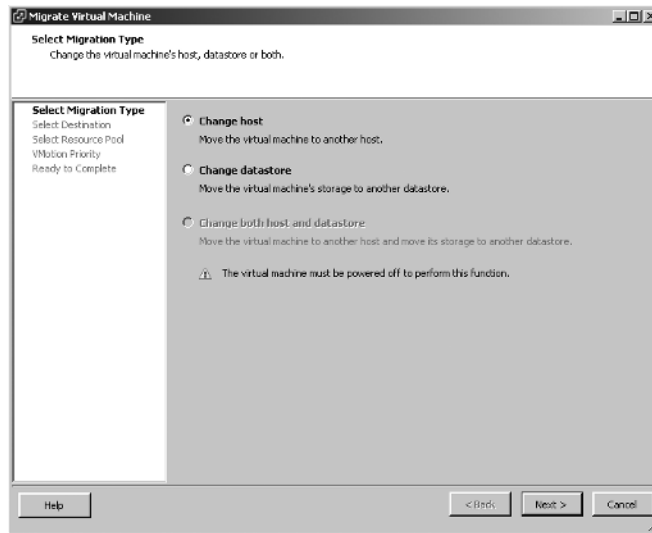 Migrate Virtual Machine
Select Migration Type
Change the virtual machine's host, datastore or both.
Select Migration Type
Select Destination
Select Resource Pool
VMotion Priority
Ready to Complete
Change host
Move the virtual machine to another host.
Change datastore
Move the virtual machine's storage to another datastore.
Change both host and datastore
Move the virtual machine to another host and move its storage to another datastore.
The virtual machine must be powered off to perform this function.
Help
< Back
Next >
Cancel